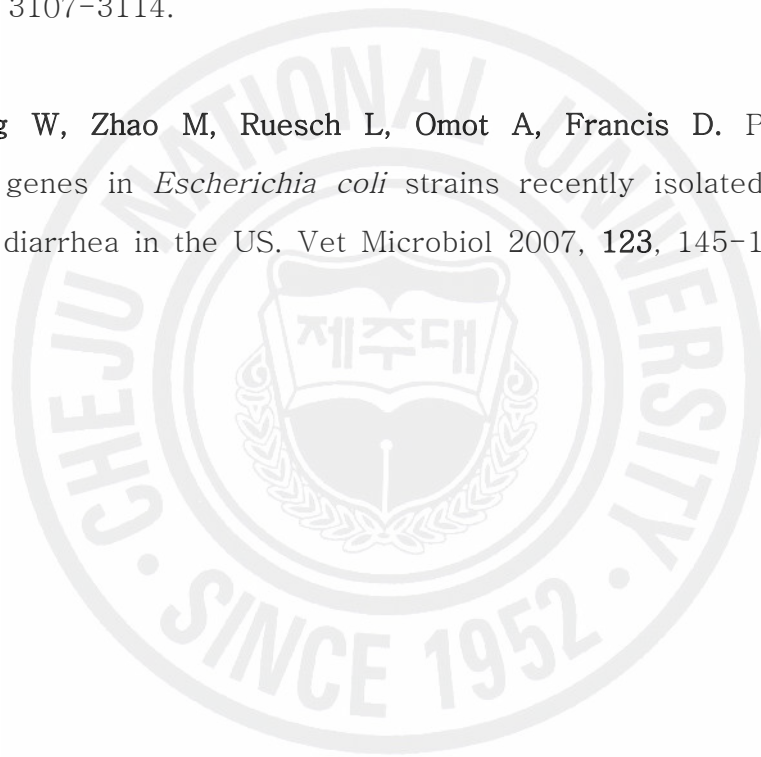 3107-3114.
g W, Zhao M, Ruesch L, Omot A, Francis D. P
genes in Escherichia coli strains recently isolated
diarrhea in the US. Vet Microbiol 2007, 123, 145-1
CHEJU NATIONAL UNIVERSITY
제주대
· SINCE 1952 ·